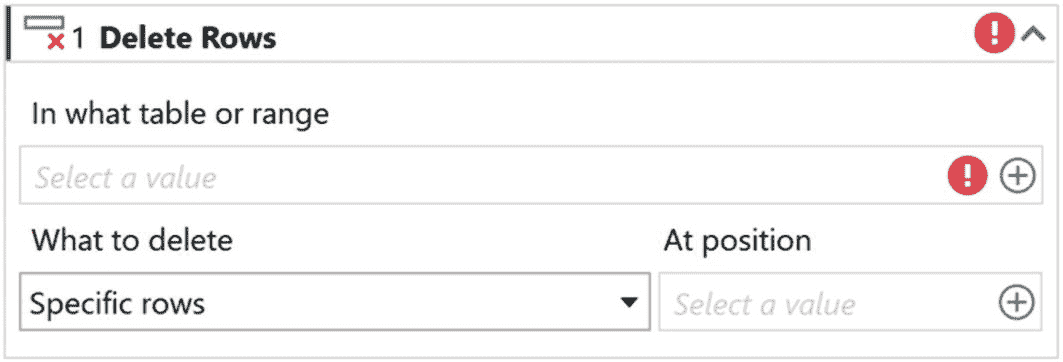 1 Delete Rows
In what table or range
Select a value
What to delete At position
Specific rows Select a value